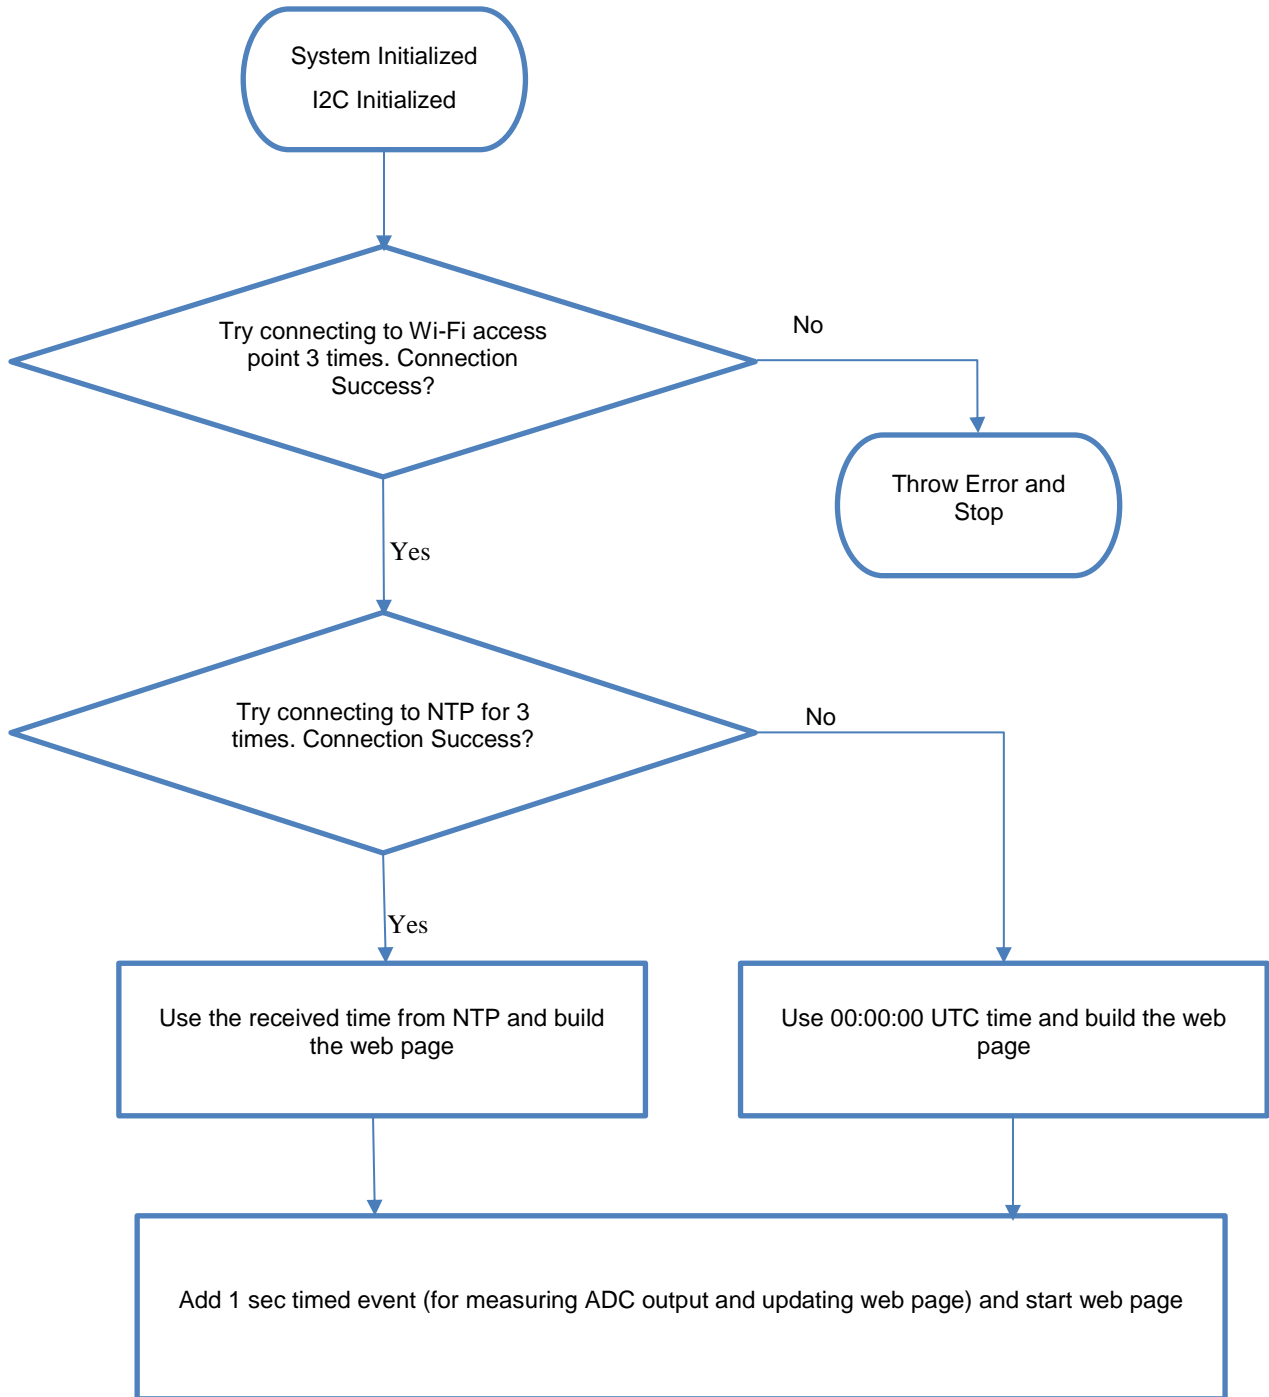 System Initialized
I2C Initialized
Try connecting to Wi-Fi access
point 3 times. Connection
Success?
No
Throw Error and
Stop
Yes
Try connecting to NTP for 3
times. Connection Success?
No
Yes
Use the received time from NTP and build
the web page
Use 00:00:00 UTC time and build the web
page
Add 1 sec timed event (for measuring ADC output and updating web page) and start web page